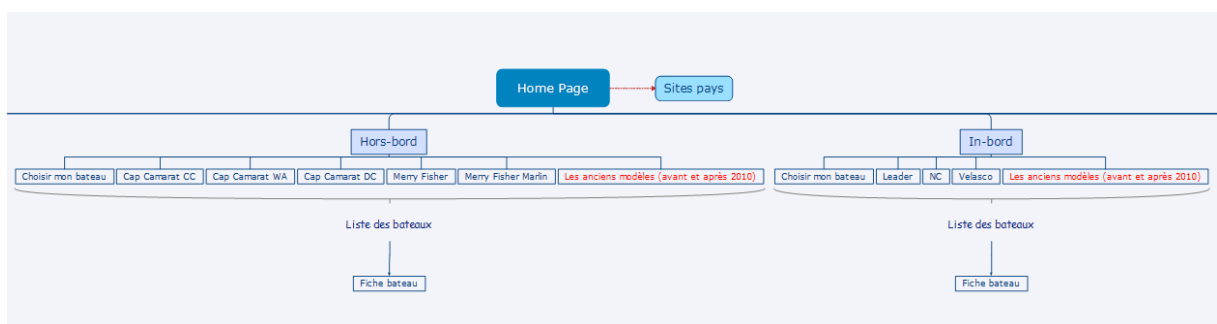 Home Page
Sites pays
Hors-bord
In-bord
Choisir mon bateau
Cap Camarat CC
Cap Camarat WA
Cap Camarat DC
Merry Fisher
Merry Fisher Marlin
Les anciens modèles (avant et après 2010)
Choisir mon bateau
Leader
NC
Velasco
Les anciens modèles (avant et après 2010)
Liste des bateaux
Liste des bateaux
Fiche bateau
Fiche bateau